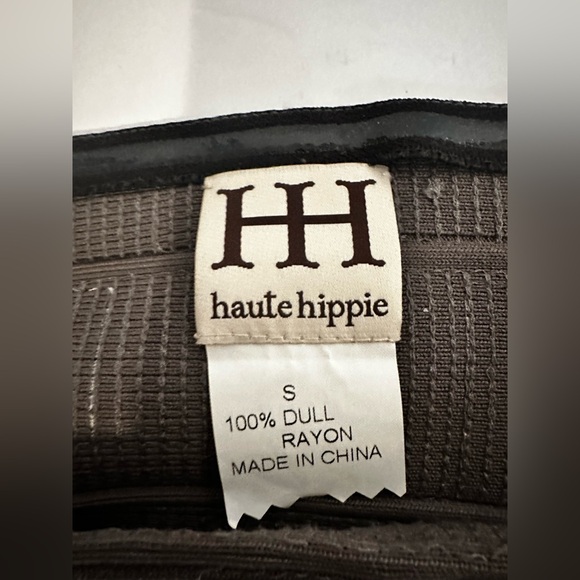 HH
haute hippie
S
100% DULL
RAYON
MADE IN CHINA